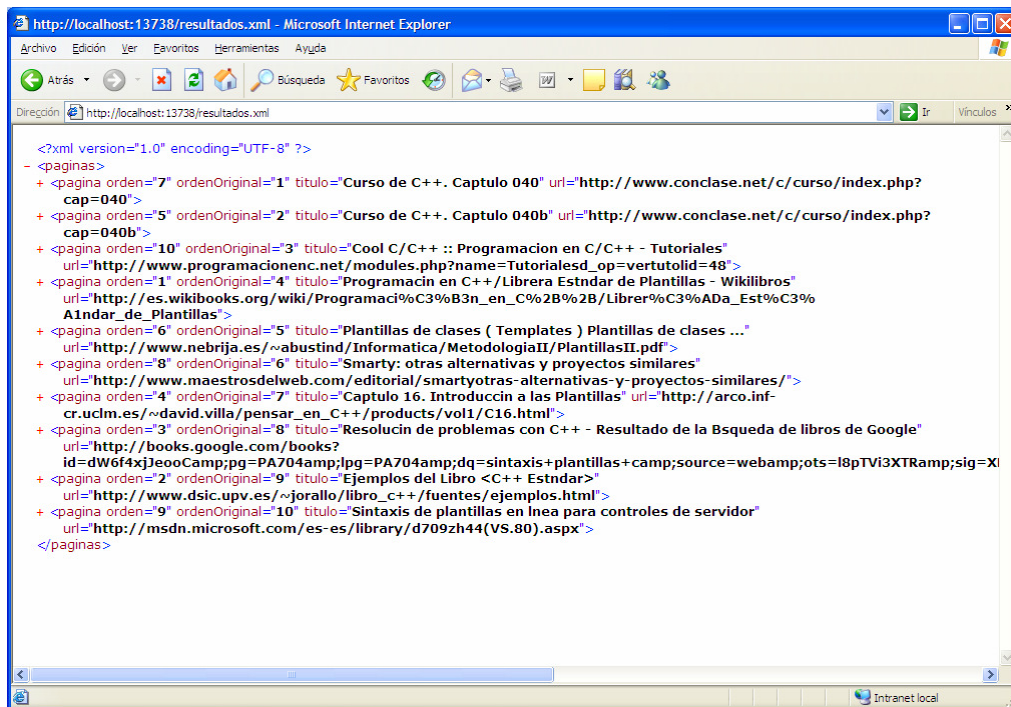 http://localhost:13738/resultados.xml - Microsoft Internet Explorer
Archivo Edición Ver Favoritos Herramientas Ayuda
Atrás Búsqueda Favoritos
Dirección http://localhost:13738/resultados.xml Ir Vínculos »
<?xml version="1.0" encoding="UTF-8" ?>
- <paginas>
+ <pagina orden="7" ordenOriginal="1" titulo="Curso de C++. Captulo 040" url="http://www.conclase.net/c/curso/index.php?
cap=040">
+ <pagina orden="5" ordenOriginal="2" titulo="Curso de C++. Captulo 040b" url="http://www.conclase.net/c/curso/index.php?
cap=040b">
+ <pagina orden="10" ordenOriginal="3" titulo="Cool C/C++ :: Programacion en C/C++ - Tutoriales"
url="http://www.programacionenc.net/modules.php?name=Tutorialesd_op=vertutolid=48">
+ <pagina orden="1" ordenOriginal="4" titulo="Programacin en C++/Librera Estndar de Plantillas - Wikilibros"
url="http://es.wikibooks.org/wiki/Programaci%C3%B3n_en_C%2B%2B/Librer%C3%ADa_Est%C3%
A1ndar_de_Plantillas">
+ <pagina orden="6" ordenOriginal="5" titulo="Plantillas de clases ( Templates ) Plantillas de clases ..."
url="http://www.nebrija.es/~abustind/Informatica/MetodologiaII/PlantillasII.pdf">
+ <pagina orden="8" ordenOriginal="6" titulo="Smarty: otras alternativas y proyectos similares"
url="http://www.maestrosdelweb.com/editorial/smartyotras-alternativas-y-proyectos-similares/">
+ <pagina orden="4" ordenOriginal="7" titulo="Captulo 16. Introduccin a las Plantillas" url="http://arco.inf-
cr.uclm.es/~david.villa/pensar_en_C++/products/vol1/C16.html">
+ <pagina orden="3" ordenOriginal="8" titulo="Resolucin de problemas con C++ - Resultado de la Bsqueda de libros de Google"
url="http://books.google.com/books?
id=dW6f4xjJeooCamp;pg=PA704amp;lpg=PA704amp;dq=sintaxis+plantillas+camp;source=webamp;ots=l8pTVi3XTRamp;sig=X
+ <pagina orden="2" ordenOriginal="9" titulo="Ejemplos del Libro <C++ Estndar>"
url="http://www.dsic.upv.es/~jorallo/libro_c++/fuentes/ejemplos.html">
+ <pagina orden="9" ordenOriginal="10" titulo="Sintaxis de plantillas en lnea para controles de servidor"
url="http://msdn.microsoft.com/es-es/library/d709zh44(VS.80).aspx">
</paginas>
Intranet local